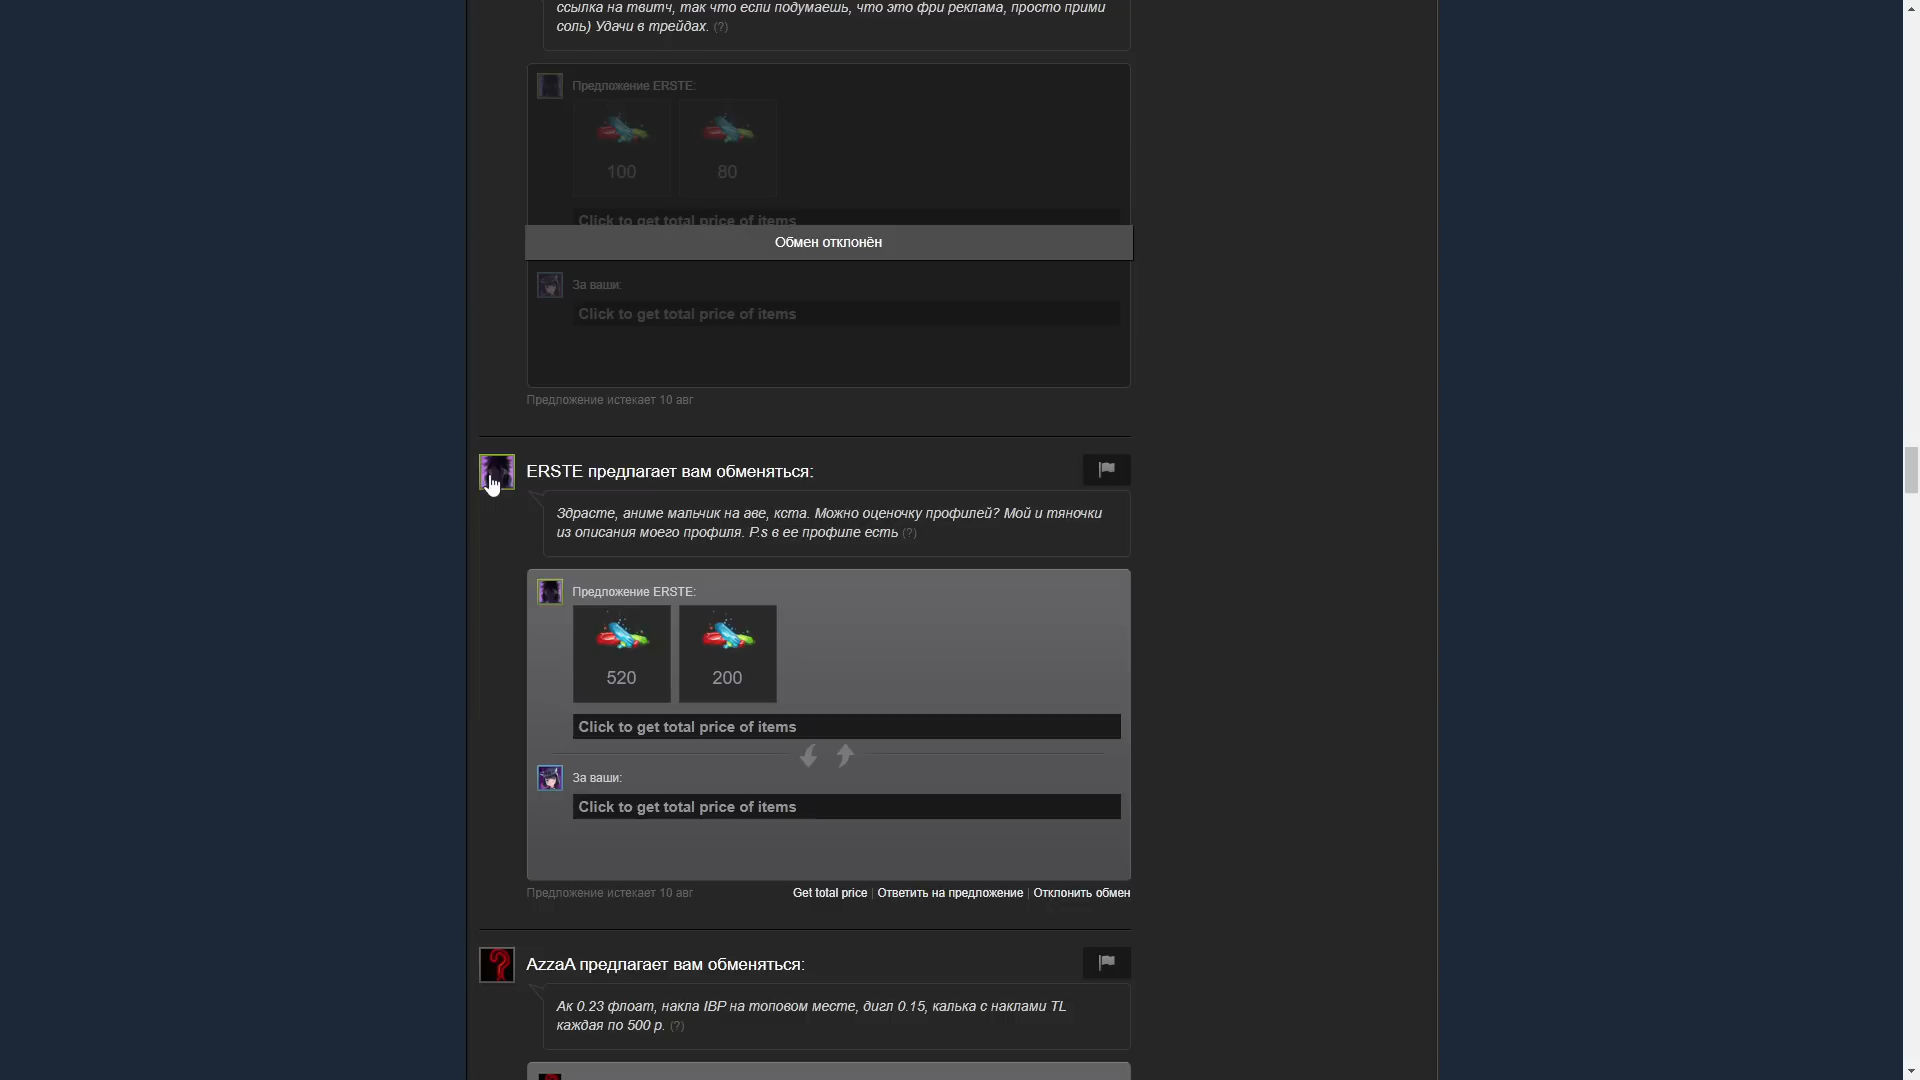 ссылка на твитч, так что если подумаешь, что это фри реклама, просто прими
соль) Удачи в трейдах. (?)
Предложение ERSTE:
100 80
Click to get total price of items
Обмен отклонён
За ваши:
Click to get total price of items
Предложение истекает 10 авг
ERSTE предлагает вам обменяться:
Здрасте, аниме мальчик на аве, кста. Можно оценочку профилей? Мой и тяночки
из описания моего профиля. P.s в ее профиле есть (?)
Предложение ERSTE:
520 200
Click to get total price of items
За ваши:
Click to get total price of items
Предложение истекает 10 авг Get total price | Ответить на предложение | Отклонить обмен
AzzaA предлагает вам обменяться:
Ак 0.23 флоат, накла IBP на топовом месте, дигл 0.15, калька с наклами TL
каждая по 500 р. (?)